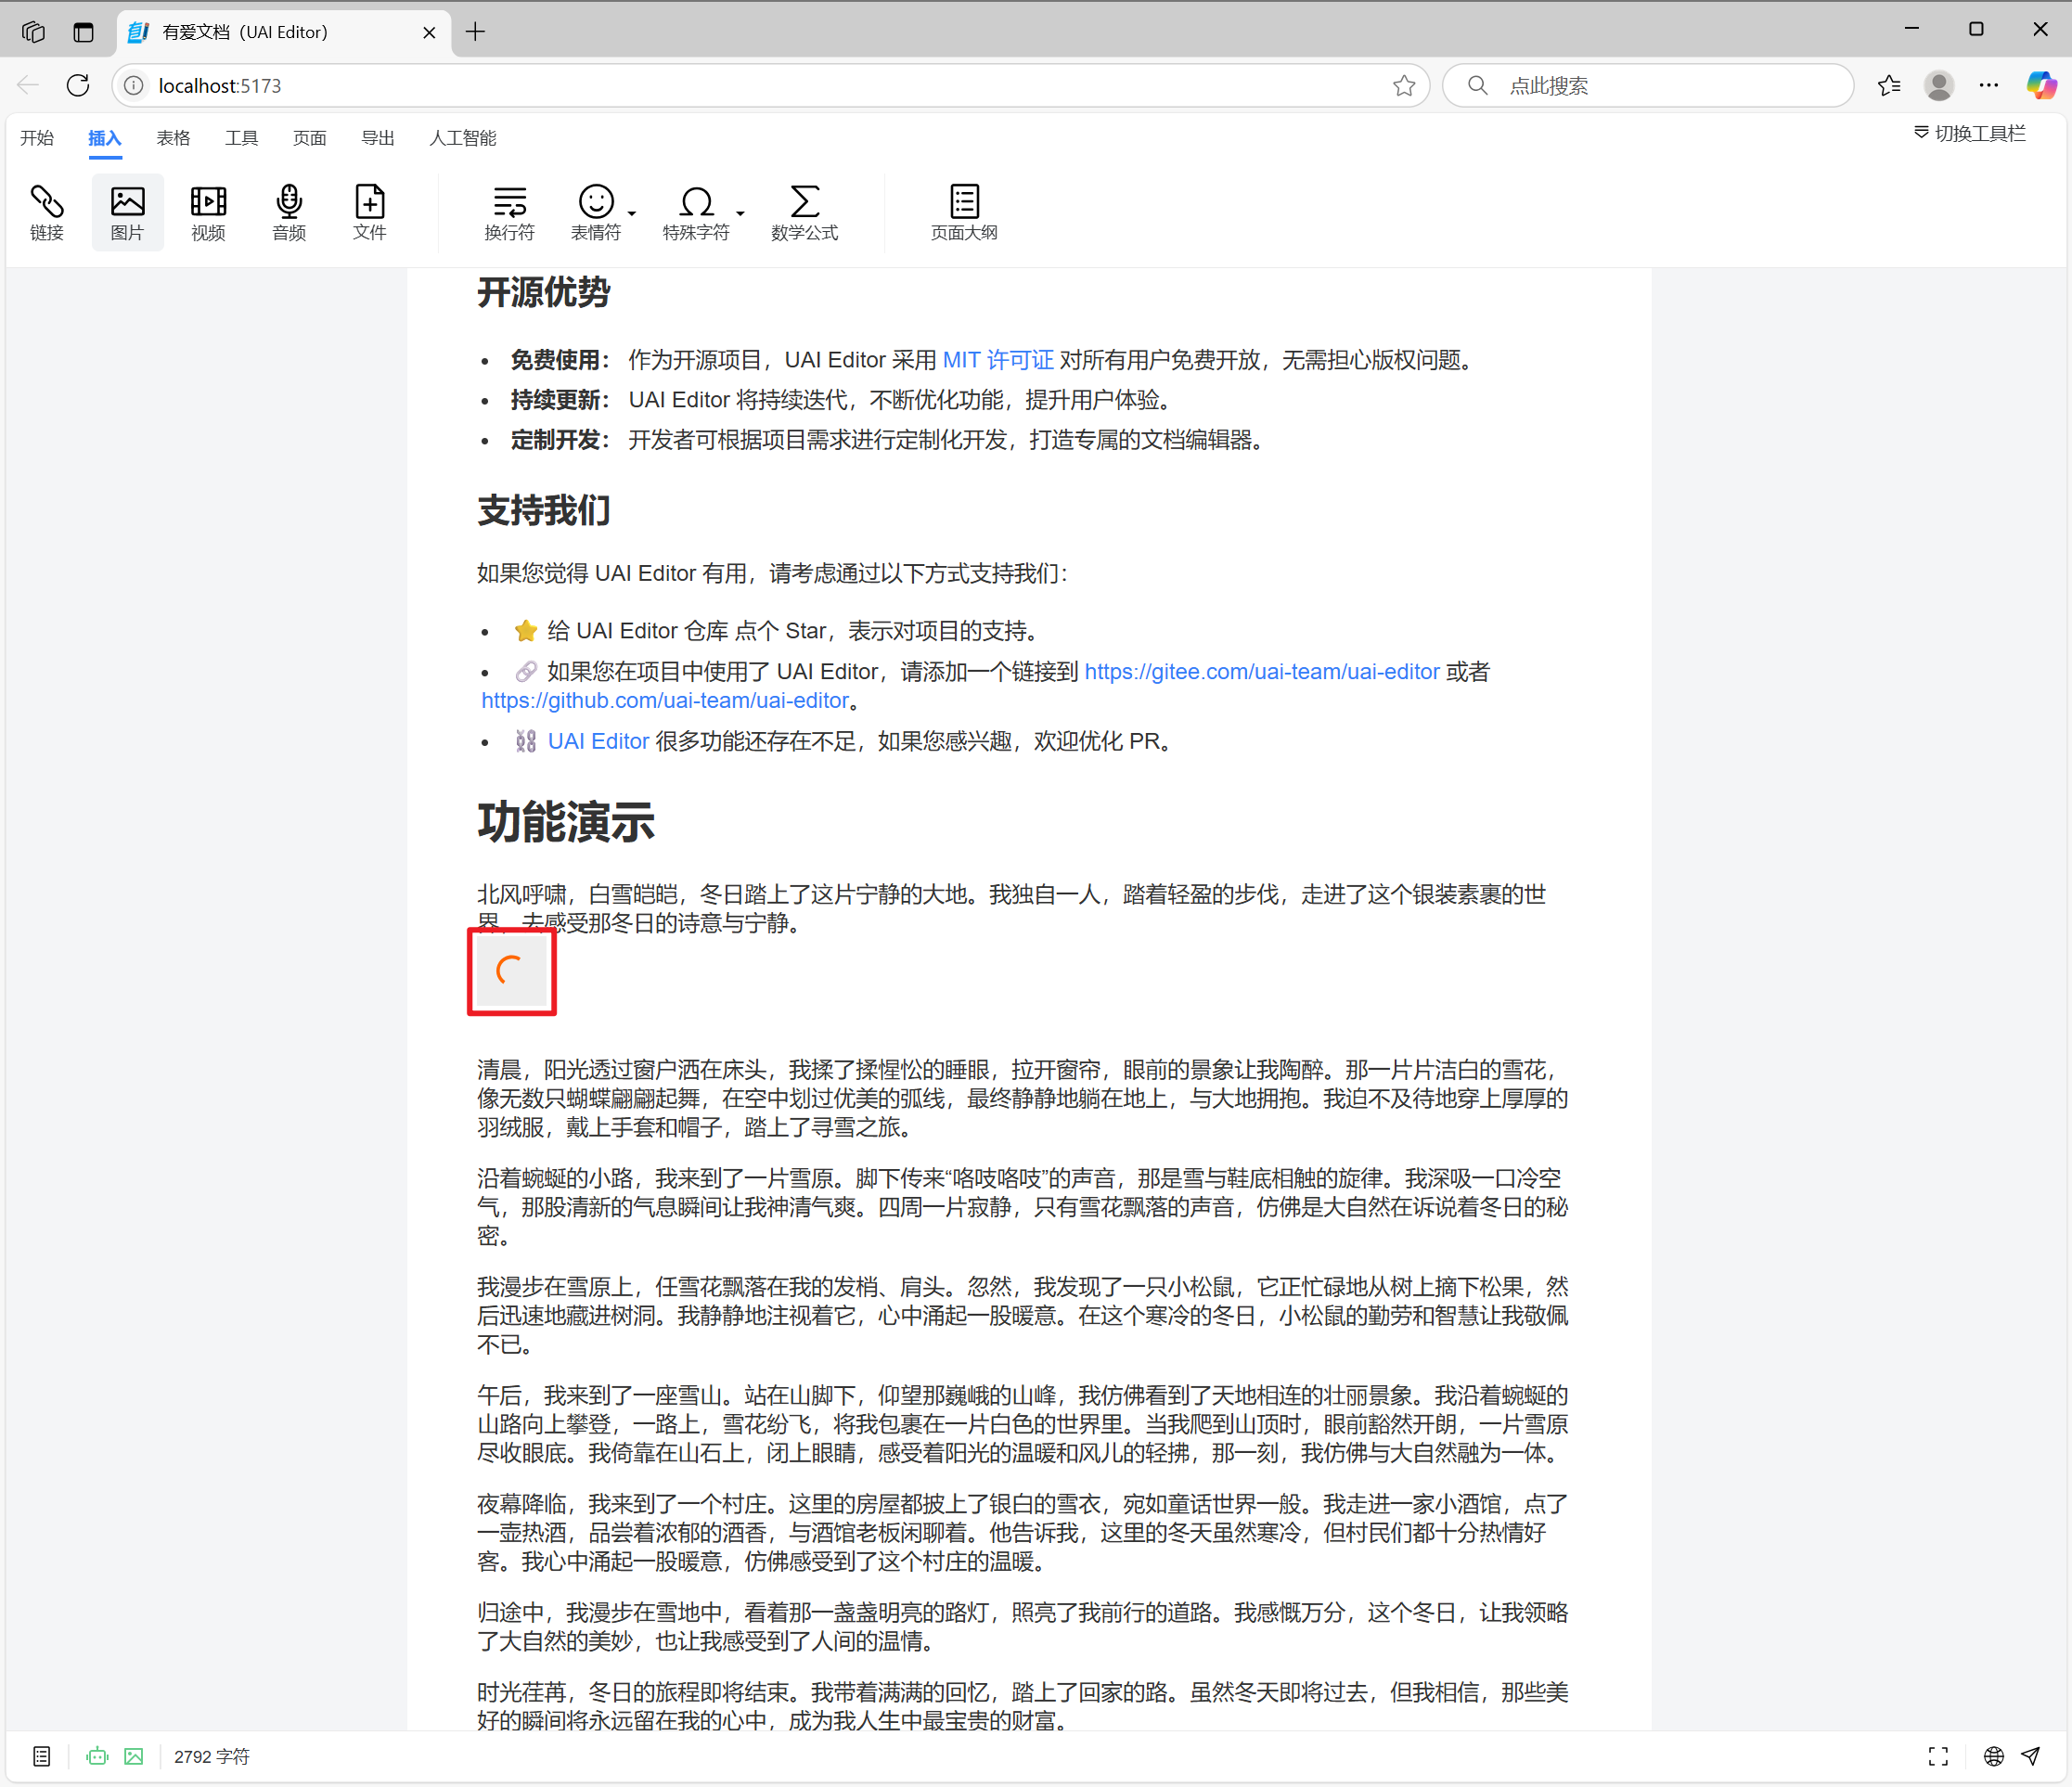 有爱文档（UAI Editor）
localhost:5173
点此搜索
开始 插入 表格 工具 页面 导出 人工智能
切换工具栏
链接 图片 视频 音频 文件 换行符 表情符 特殊字符 数学公式 页面大纲
开源优势
• 免费使用： 作为开源项目，UAI Editor 采用 MIT 许可证 对所有用户免费开放，无需担心版权问题。
• 持续更新： UAI Editor 将持续迭代，不断优化功能，提升用户体验。
• 定制开发： 开发者可根据项目需求进行定制化开发，打造专属的文档编辑器。
支持我们
如果您觉得 UAI Editor 有用，请考虑通过以下方式支持我们：
• ⭐ 给 UAI Editor 仓库 点个 Star，表示对项目的支持。
• 🔗 如果您在项目中使用了 UAI Editor，请添加一个链接到 https://gitee.com/uai-team/uai-editor 或者
https://github.com/uai-team/uai-editor。
• ⛓ UAI Editor 很多功能还存在不足，如果您感兴趣，欢迎优化 PR。
功能演示
北风呼啸，白雪皑皑，冬日踏上了这片宁静的大地。我独自一人，踏着轻盈的步伐，走进了这个银装素裹的世
界，去感受那冬日的诗意与宁静。
清晨，阳光透过窗户洒在床头，我揉了揉惺忪的睡眼，拉开窗帘，眼前的景象让我陶醉。那一片片洁白的雪花，
像无数只蝴蝶翩翩起舞，在空中划过优美的弧线，最终静静地躺在地上，与大地拥抱。我迫不及待地穿上厚厚的
羽绒服，戴上手套和帽子，踏上了寻雪之旅。
沿着蜿蜒的小路，我来到了一片雪原。脚下传来“咯吱咯吱”的声音，那是雪与鞋底相触的旋律。我深吸一口冷空
气，那股清新的气息瞬间让我神清气爽。四周一片寂静，只有雪花飘落的声音，仿佛是大自然在诉说着冬日的秘
密。
我漫步在雪原上，任雪花飘落在我的发梢、肩头。忽然，我发现了一只小松鼠，它正忙碌地从树上摘下松果，然
后迅速地藏进树洞。我静静地注视着它，心中涌起一股暖意。在这个寒冷的冬日，小松鼠的勤劳和智慧让我敬佩
不已。
午后，我来到了一座雪山。站在山脚下，仰望那巍峨的山峰，我仿佛看到了天地相连的壮丽景象。我沿着蜿蜒的
山路向上攀登，一路上，雪花纷飞，将我包裹在一片白色的世界里。当我爬到山顶时，眼前豁然开朗，一片雪原
尽收眼底。我倚靠在山石上，闭上眼睛，感受着阳光的温暖和风儿的轻拂，那一刻，我仿佛与大自然融为一体。
夜幕降临，我来到了一个村庄。这里的房屋都披上了银白的雪衣，宛如童话世界一般。我走进一家小酒馆，点了
一壶热酒，品尝着浓郁的酒香，与酒馆老板闲聊着。他告诉我，这里的冬天虽然寒冷，但村民们都十分热情好
客。我心中涌起一股暖意，仿佛感受到了这个村庄的温暖。
归途中，我漫步在雪地中，看着那一盏盏明亮的路灯，照亮了我前行的道路。我感慨万分，这个冬日，让我领略
了大自然的美妙，也让我感受到了人间的温情。
时光荏苒，冬日的旅程即将结束。我带着满满的回忆，踏上了回家的路。虽然冬天即将过去，但我相信，那些美
好的瞬间将永远留在我的心中，成为我人生中最宝贵的财富。
2792 字符